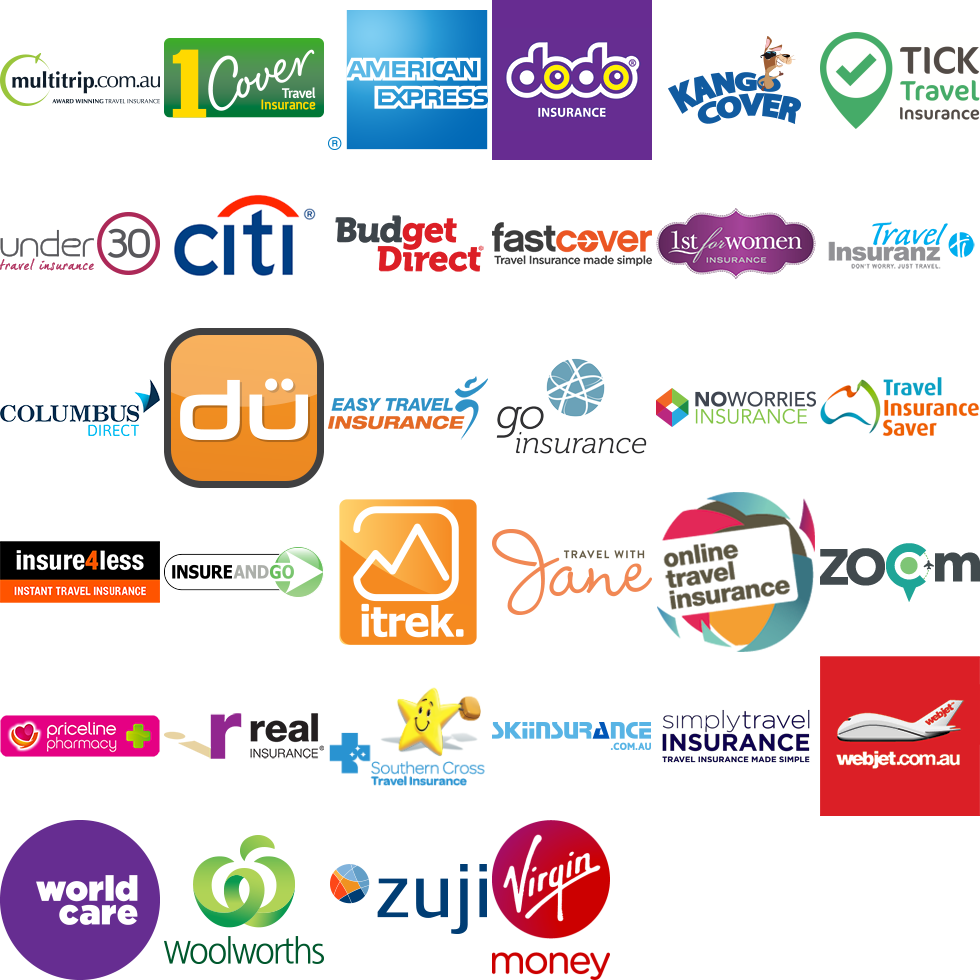 multitrip.com.au
AWARD WINNING TRAVEL INSURANCE
1Cover
Travel
Insurance
®
AMERICAN
EXPRESS
dodo®
INSURANCE
KANGO
COVER
TICK
Travel
Insurance
under 30
travel insurance
citi®
Budget
Direct®
fastcover
Travel Insurance made simple
1st for women
INSURANCE
Travel
Insuranz
DON'T WORRY. JUST TRAVEL.
COLUMBUS
DIRECT
dü
EASY TRAVEL
INSURANCE
go
insurance
NOWORRIES
INSURANCE
Travel
Insurance
Saver
insure4less
INSTANT TRAVEL INSURANCE
INSUREANDGO
itrek.
TRAVEL WITH
Jane
online
travel
insurance
ZOOM
priceline
pharmacy
r real
INSURANCE®
Southern Cross
Travel Insurance
SKiiNSURANCE
.COM.AU
simplytravel
INSURANCE
TRAVEL INSURANCE MADE SIMPLE
webjet
webjet.com.au
world
care
Woolworths
zuji
Virgin
money